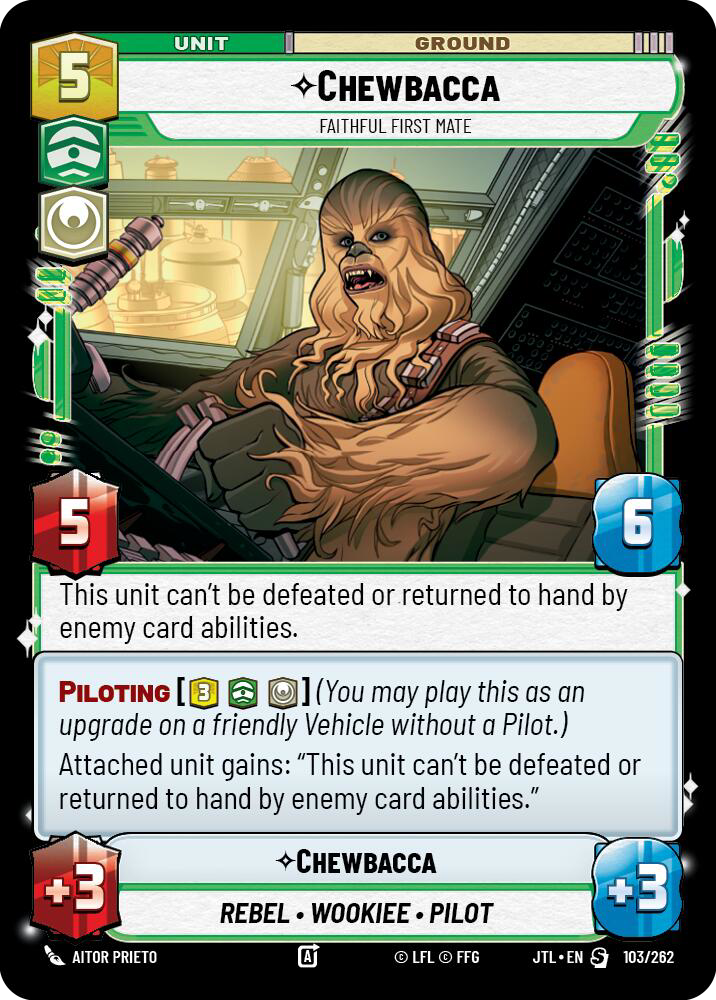 UNIT
GROUND
5
✧CHEWBACCA
FAITHFUL FIRST MATE
5
6
This unit can't be defeated or returned to hand by
enemy card abilities.
PILOTING [3] (You may play this as an
upgrade on a friendly Vehicle without a Pilot.)
Attached unit gains: “This unit can't be defeated or
returned to hand by enemy card abilities.”
+3
✧CHEWBACCA
+3
REBEL • WOOKIEE • PILOT
AITOR PRIETO
A
© LFL © FFG
JTL • EN
103/262